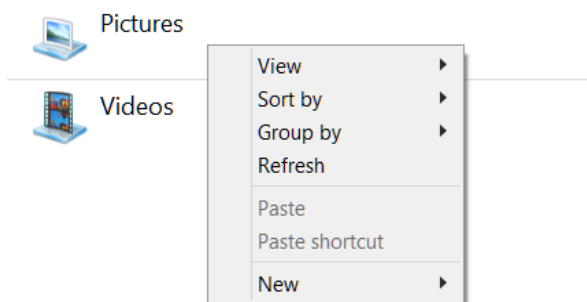 Pictures
View
Sort by
Videos
Group by
Refresh
Paste
Paste shortcut
New